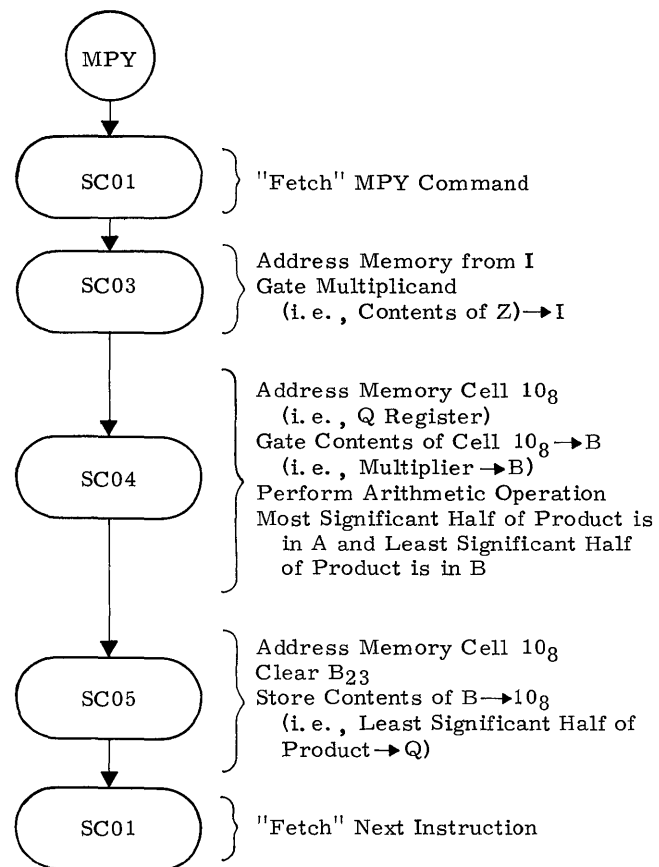 MPY
SC01
"Fetch" MPY Command
SC03
Address Memory from I
Gate Multiplicand
(i. e., Contents of Z)→I
SC04
Address Memory Cell 10₈
(i. e., Q Register)
Gate Contents of Cell 10₈→B
(i. e., Multiplier→B)
Perform Arithmetic Operation
Most Significant Half of Product is
in A and Least Significant Half
of Product is in B
SC05
Address Memory Cell 10₈
Clear B₂₃
Store Contents of B→10₈
(i. e., Least Significant Half of
Product→Q)
SC01
"Fetch" Next Instruction